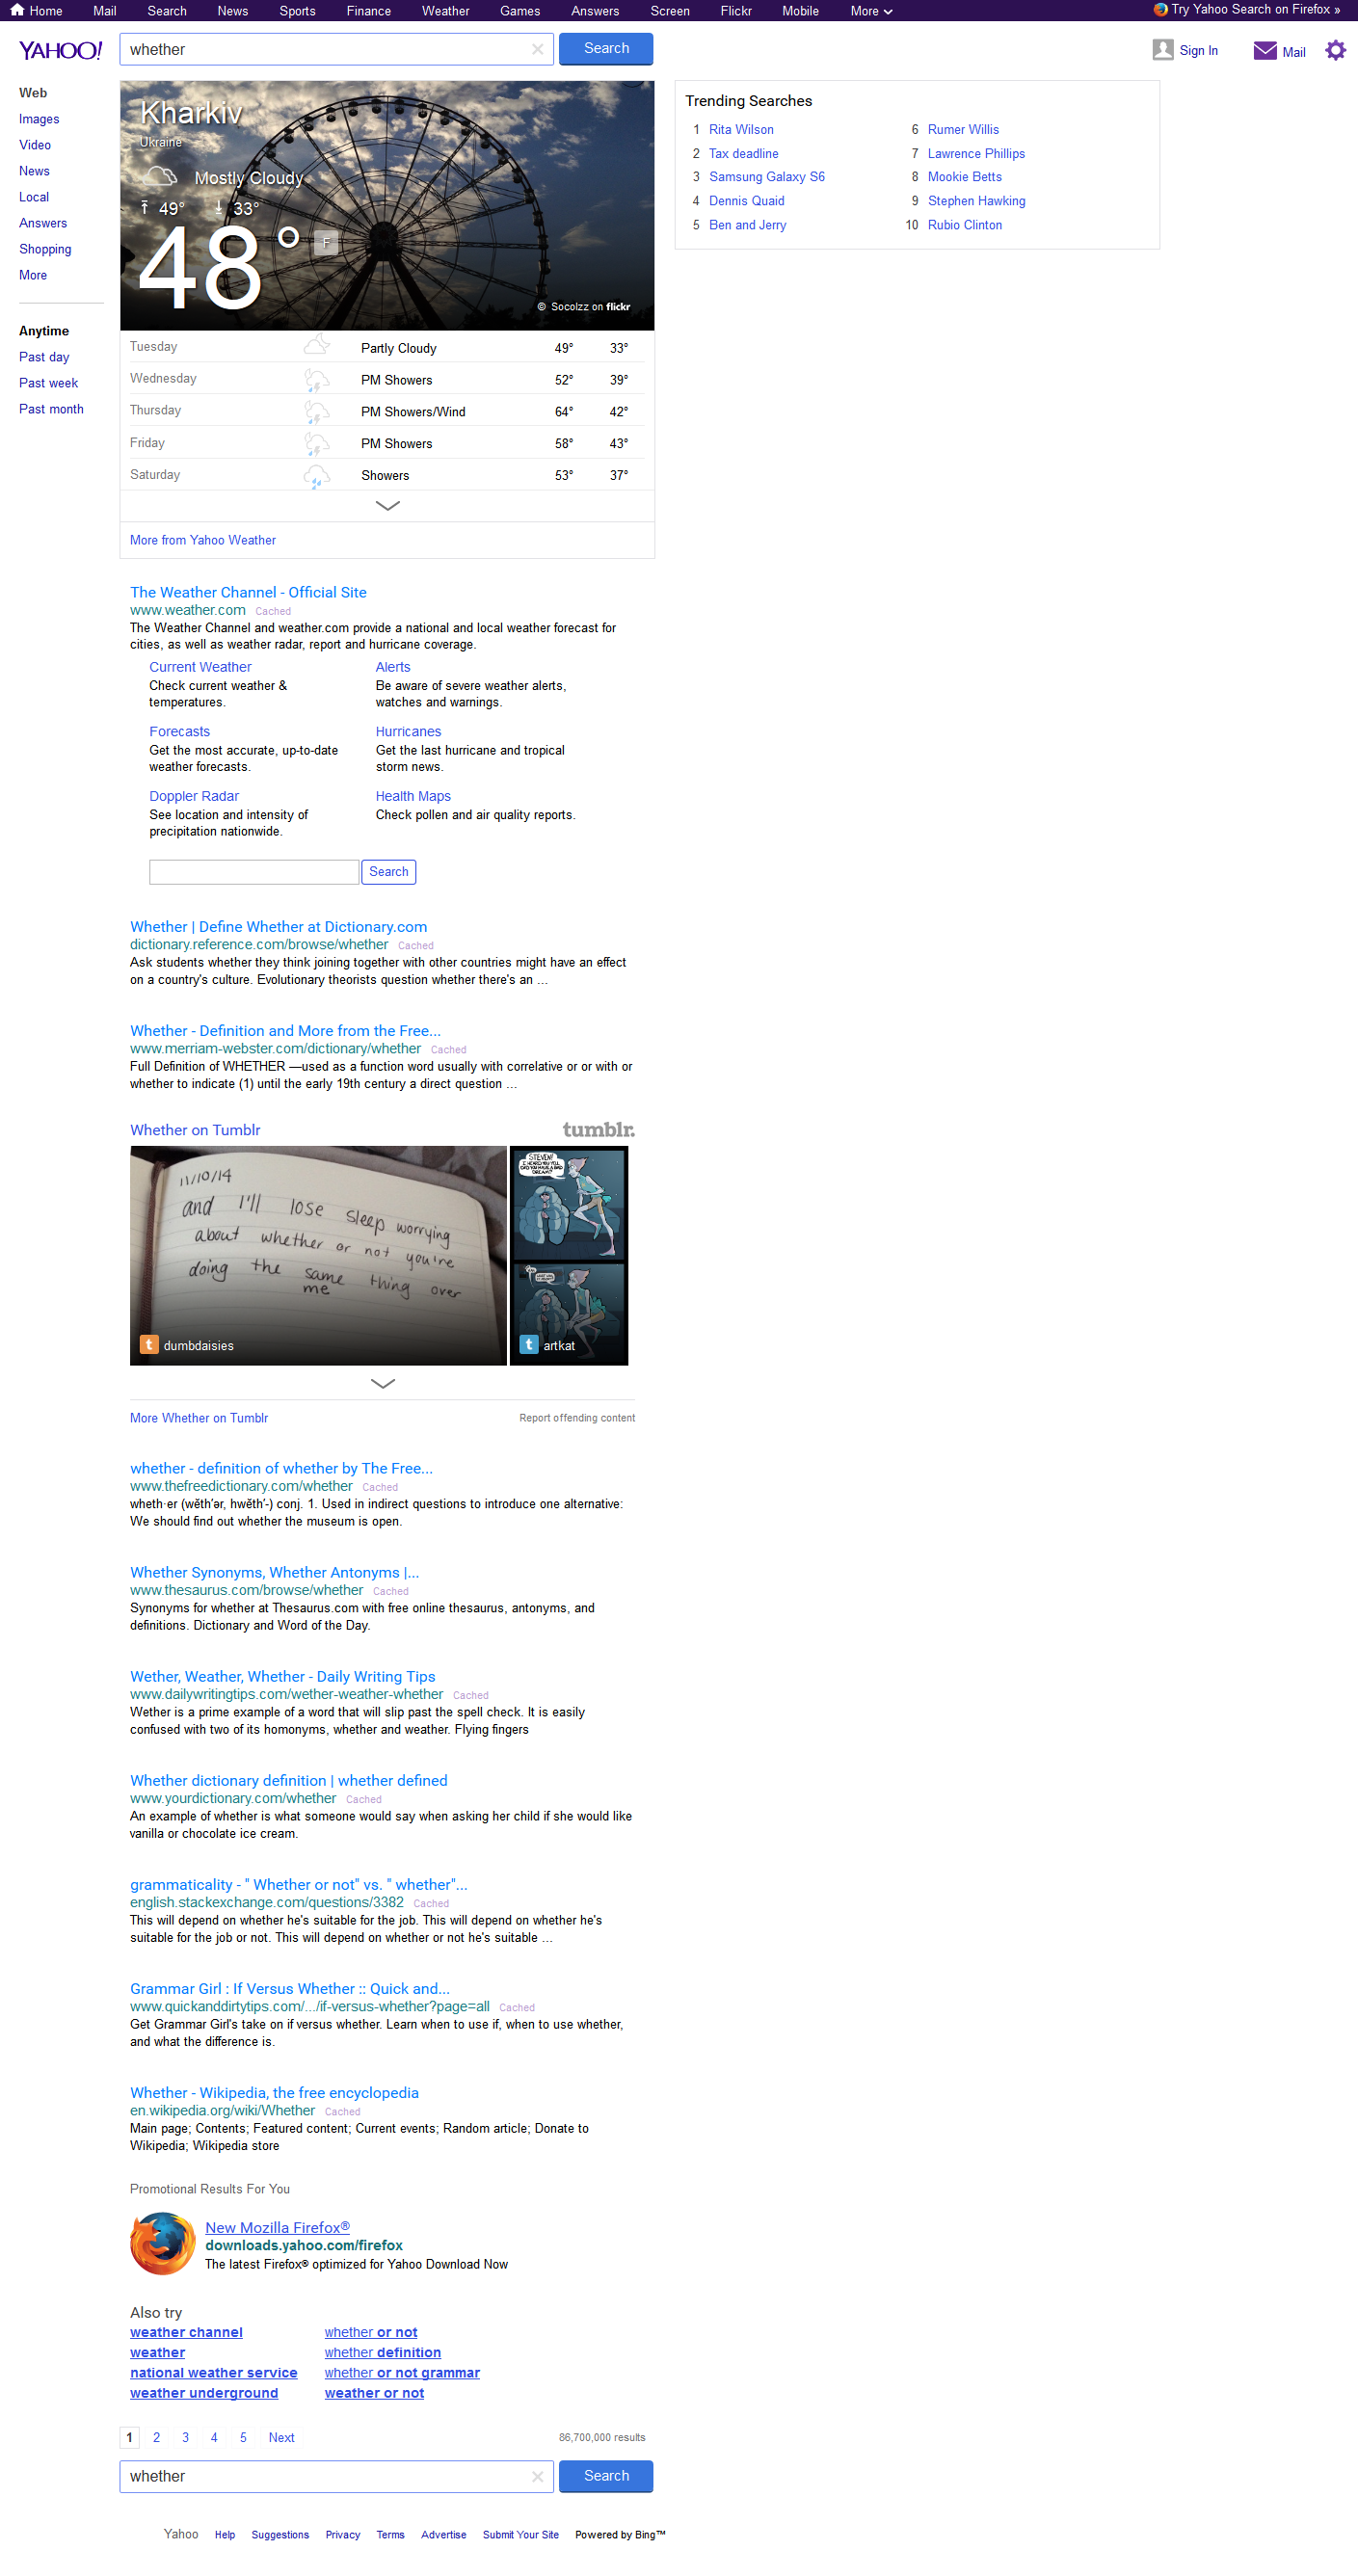 Home Mail Search News Sports Finance Weather Games Answers Screen Flickr Mobile More Try Yahoo Search on Firefox »
YAHOO! whether Search Sign In Mail
Web
Images
Video
News
Local
Answers
Shopping
More
Anytime
Past day
Past week
Past month
Kharkiv
Ukraine
Mostly Cloudy
49° 33°
48° F
© Socolzz on flickr
Tuesday Partly Cloudy 49° 33°
Wednesday PM Showers 52° 39°
Thursday PM Showers/Wind 64° 42°
Friday PM Showers 58° 43°
Saturday Showers 53° 37°
More from Yahoo Weather
Trending Searches
1 Rita Wilson
2 Tax deadline
3 Samsung Galaxy S6
4 Dennis Quaid
5 Ben and Jerry
6 Rumer Willis
7 Lawrence Phillips
8 Mookie Betts
9 Stephen Hawking
10 Rubio Clinton
The Weather Channel - Official Site
www.weather.com Cached
The Weather Channel and weather.com provide a national and local weather forecast for
cities, as well as weather radar, report and hurricane coverage.
Current Weather
Check current weather &
temperatures.
Alerts
Be aware of severe weather alerts,
watches and warnings.
Forecasts
Get the most accurate, up-to-date
weather forecasts.
Hurricanes
Get the last hurricane and tropical
storm news.
Doppler Radar
See location and intensity of
precipitation nationwide.
Health Maps
Check pollen and air quality reports.
Search
Whether | Define Whether at Dictionary.com
dictionary.reference.com/browse/whether Cached
Ask students whether they think joining together with other countries might have an effect
on a country's culture. Evolutionary theorists question whether there's an ...
Whether - Definition and More from the Free...
www.merriam-webster.com/dictionary/whether Cached
Full Definition of WHETHER —used as a function word usually with correlative or or with or
whether to indicate (1) until the early 19th century a direct question ...
Whether on Tumblr tumblr.
11/10/14
and I'll lose sleep worrying
about whether or not you're
doing the same thing over
me
dumbdaisies
STEVEN!
I HEARD YOU YELL,
DID YOU HAVE A BAD
DREAM?
artkat
More Whether on Tumblr Report offending content
whether - definition of whether by The Free...
www.thefreedictionary.com/whether Cached
wheth·er (wĕth′ər, hwĕth′-) conj. 1. Used in indirect questions to introduce one alternative:
We should find out whether the museum is open.
Whether Synonyms, Whether Antonyms |...
www.thesaurus.com/browse/whether Cached
Synonyms for whether at Thesaurus.com with free online thesaurus, antonyms, and
definitions. Dictionary and Word of the Day.
Wether, Weather, Whether - Daily Writing Tips
www.dailywritingtips.com/wether-weather-whether Cached
Wether is a prime example of a word that will slip past the spell check. It is easily
confused with two of its homonyms, whether and weather. Flying fingers
Whether dictionary definition | whether defined
www.yourdictionary.com/whether Cached
An example of whether is what someone would say when asking her child if she would like
vanilla or chocolate ice cream.
grammaticality - " Whether or not" vs. " whether"...
english.stackexchange.com/questions/3382 Cached
This will depend on whether he's suitable for the job. This will depend on whether he's
suitable for the job or not. This will depend on whether or not he's suitable ...
Grammar Girl : If Versus Whether :: Quick and...
www.quickanddirtytips.com/.../if-versus-whether?page=all Cached
Get Grammar Girl's take on if versus whether. Learn when to use if, when to use whether,
and what the difference is.
Whether - Wikipedia, the free encyclopedia
en.wikipedia.org/wiki/Whether Cached
Main page; Contents; Featured content; Current events; Random article; Donate to
Wikipedia; Wikipedia store
Promotional Results For You
New Mozilla Firefox®
downloads.yahoo.com/firefox
The latest Firefox® optimized for Yahoo Download Now
Also try
weather channel whether or not
weather whether definition
national weather service whether or not grammar
weather underground weather or not
1 2 3 4 5 Next 86,700,000 results
whether Search
Yahoo Help Suggestions Privacy Terms Advertise Submit Your Site Powered by Bing™